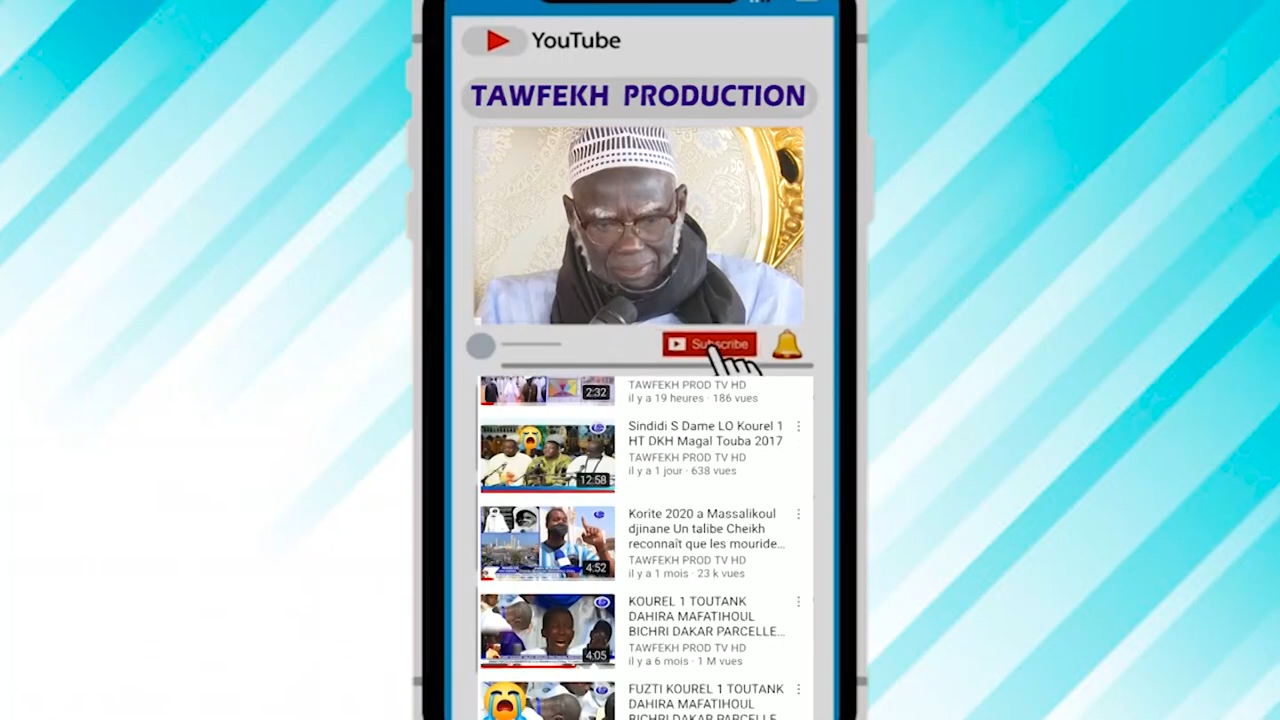 YouTube
TAWFEKH PRODUCTION
Subscribe
2:32
TAWFEKH PROD TV HD
il y a 19 heures · 186 vues
12:58
Sindidi S Dame LO Kourel 1
HT DKH Magal Touba 2017
TAWFEKH PROD TV HD
il y a 1 jour · 638 vues
4:52
Korite 2020 a Massalikoul
djinane Un talibe Cheikh
reconnaît que les mouride...
TAWFEKH PROD TV HD
il y a 1 mois · 23 k vues
4:05
KOUREL 1 TOUTANK
DAHIRA MAFATIHOUL
BICHRI DAKAR PARCELLE...
TAWFEKH PROD TV HD
il y a 6 mois · 1 M vues
FUZTI KOUREL 1 TOUTANK
DAHIRA MAFATIHOUL
BICHRI DAKAR PARCELLE